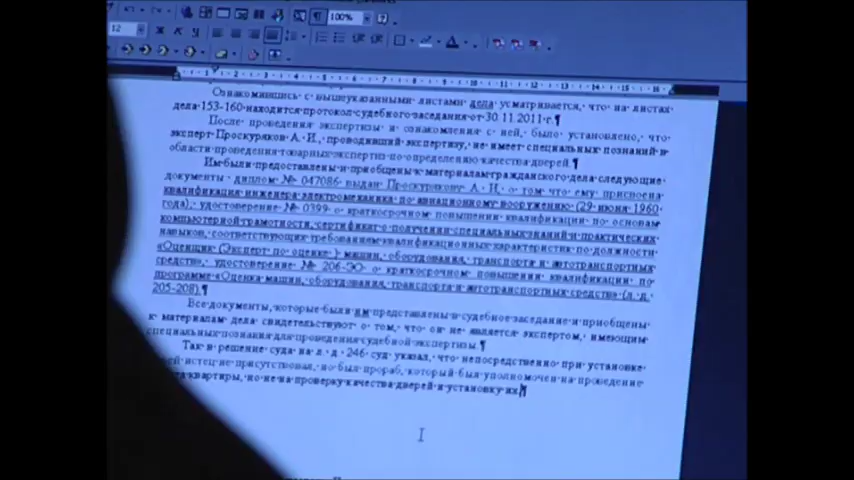 12
100%
Ознакомившись с вышеуказанными листами дела усматривается, что на листах
дела 153-160 находится протокол судебного заседания от 30.11.2011 г.¶
После проведения экспертизы и ознакомления с ней, было установлено, что
эксперт Проскуряков А. И., проводивший экспертизу, не имеет специальных познаний в
области проведения товарных экспертиз по определению качества дверей.¶
Им были предоставлены и приобщены к материалам гражданского дела следующие
документы диплом № 047086 выдан Проскурякову А. И. о том что ему присвоена
квалификация инженера электромеханика по авиационному вооружению (29 июня 1960
года), удостоверение № 0399 о краткосрочном повышении квалификации по основам
компьютерной грамотности, сертификат о получении специальных знаний и практических
навыков, соответствующих требованиям квалификационных характеристик по должности
«Оценщик (Эксперт по оценке ) машин, оборудования, транспорта и автотранспортных
средств», удостоверение № 206-ЭО о краткосрочном повышении квалификации по
программе «Оценка машин, оборудования, транспорта и автотранспортных средств» (л. д.
205-208).¶
Все документы, которые были им представлены в судебное заседание и приобщены
к материалам дела свидетельствуют о том, что он не является экспертом, имеющим
специальных познания для проведения судебной экспертизы.¶
Так в решение суда на л. д. 246 суд указал, что непосредственно при установке
истец не присутствовал, но был прораб, который был уполномочен на проведение
квартиры, но не на проверку качества дверей и установку их.¶